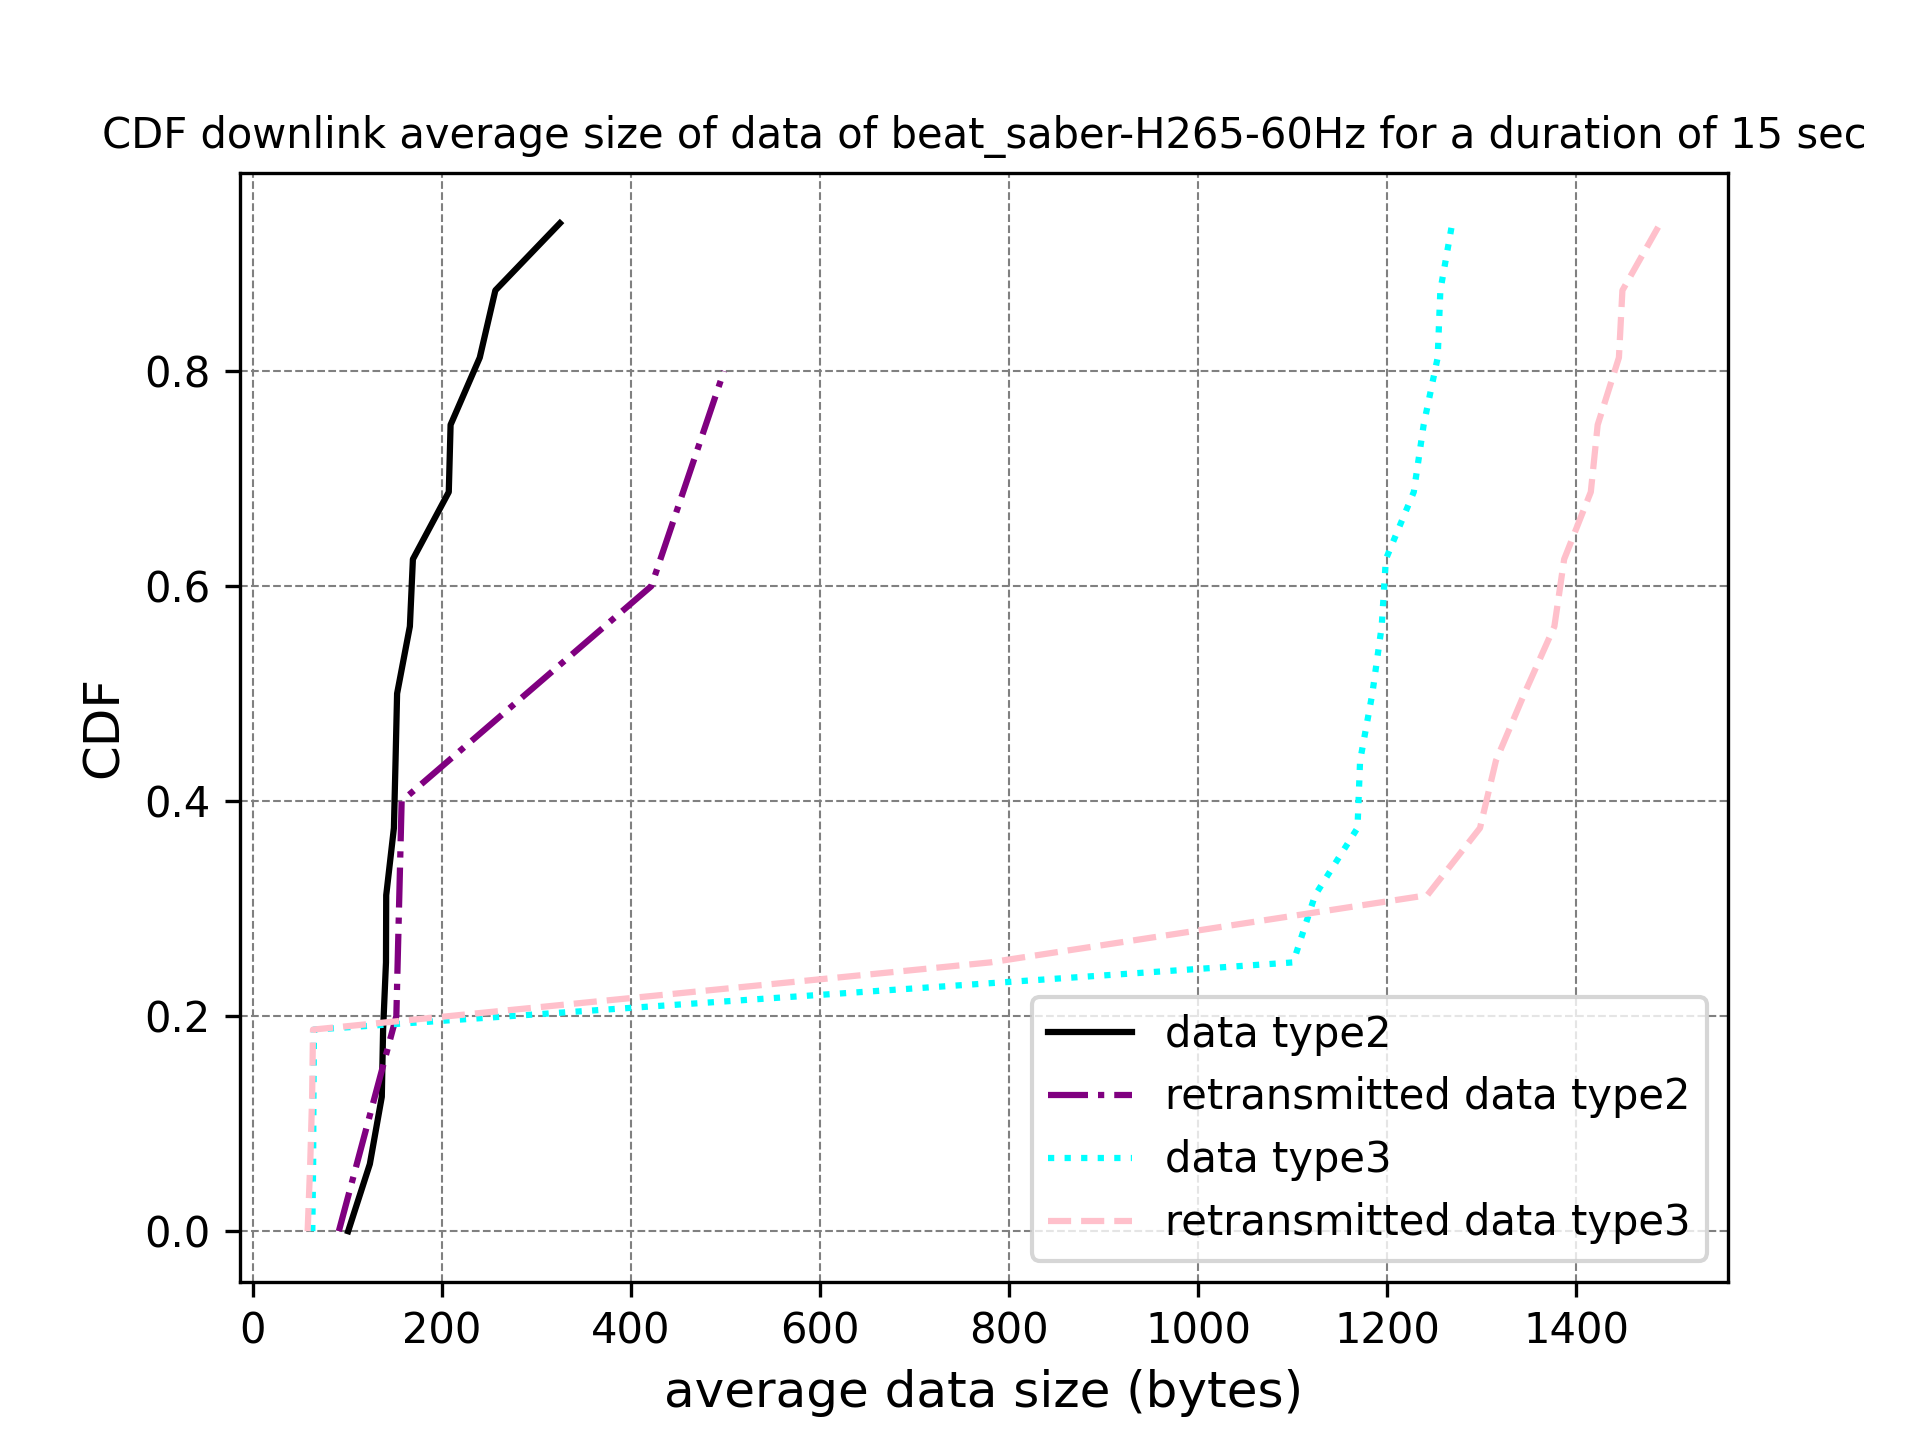 CDF downlink average size of data of beat_saber-H265-60Hz for a duration of 15 sec
CDF
0.8
0.6
0.4
0.2
0.0
data type2
retransmitted data type2
data type3
retransmitted data type3
0 200 400 600 800 1000 1200 1400
average data size (bytes)